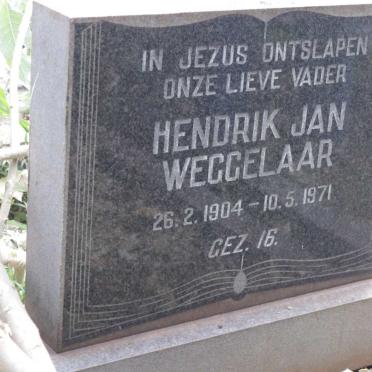 IN JEZUS ONTSLAPEN
ONZE LIEVE VADER
HENDRIK JAN
WEGGELAAR
26.2.1904 - 10.5.1971
GEZ. 16.